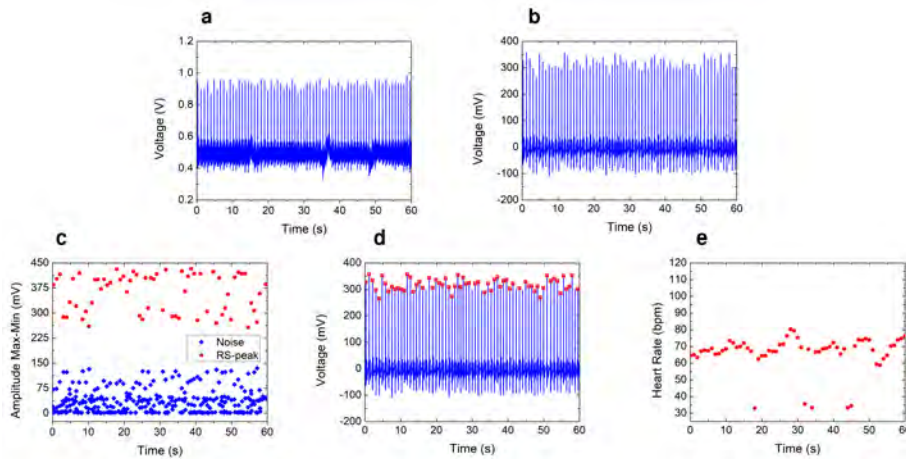 a
Voltage (V)
1.2
1.0
0.8
0.6
0.4
0.2
0 10 20 30 40 50 60
Time (s)
b
Voltage (mV)
400
300
200
100
0
-100
-200
0 10 20 30 40 50 60
Time (s)
c
Amplitude Max-Min (mV)
450
375
300
225
150
75
0
Noise
RS-peak
0 10 20 30 40 50 60
Time (s)
d
Voltage (mV)
400
300
200
100
0
-100
-200
0 10 20 30 40 50 60
Time (s)
e
Heart Rate (bpm)
120
110
100
90
80
70
60
50
40
30
0 10 20 30 40 50 60
Time (s)